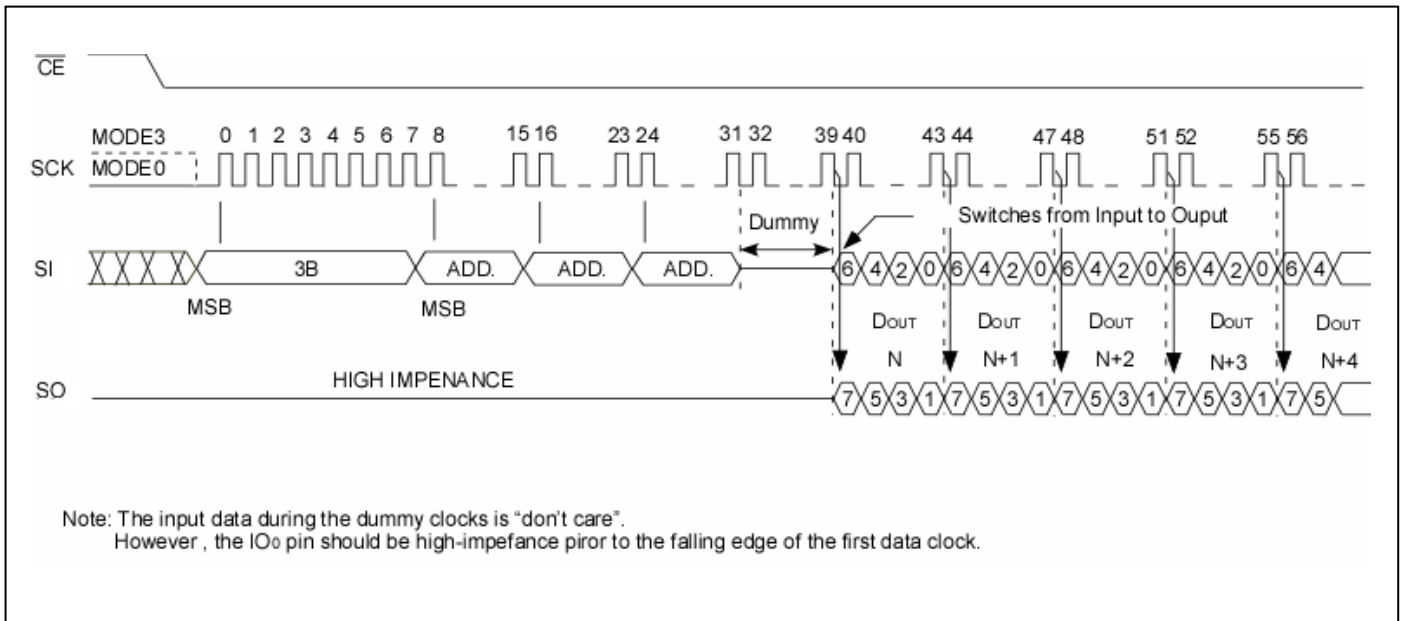 CE
MODE3 0 1 2 3 4 5 6 7 8 15 16 23 24 31 32 39 40 43 44 47 48 51 52 55 56
SCK MODE0
Dummy Switches from Input to Ouput
SI 3B ADD. ADD. ADD. 6 4 2 0 6 4 2 0 6 4 2 0 6 4 2 0 6 4
MSB MSB
DOUT DOUT DOUT DOUT DOUT
N N+1 N+2 N+3 N+4
HIGH IMPENANCE
SO 7 5 3 1 7 5 3 1 7 5 3 1 7 5 3 1 7 5
Note: The input data during the dummy clocks is “don’t care”.
However , the IO0 pin should be high-impefance piror to the falling edge of the first data clock.